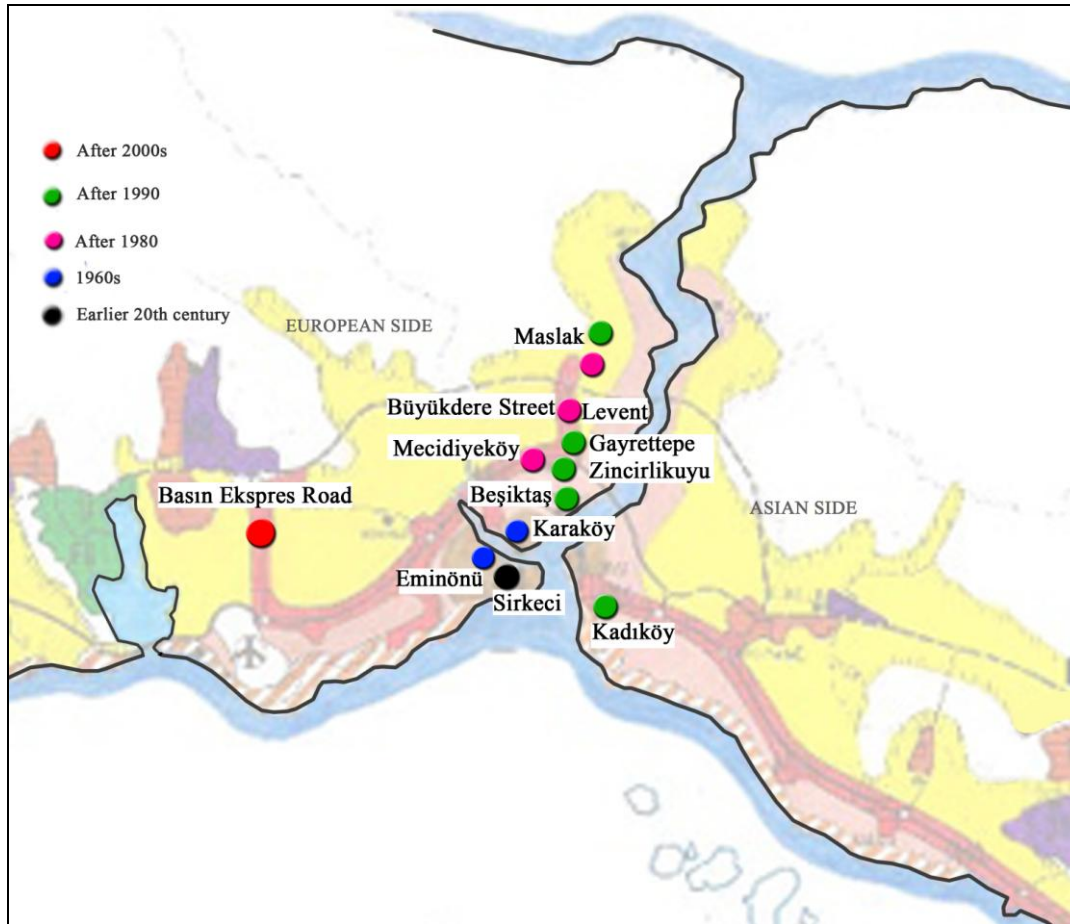 After 2000s
After 1990
After 1980
1960s
Earlier 20th century
EUROPEAN SIDE
Maslak
Büyükdere Street
Levent
Mecidiyeköy
Gayrettepe
Zincirlikuyu
Basın Ekspres Road
Beşiktaş
ASIAN SIDE
Karaköy
Eminönü
Sirkeci
Kadıköy